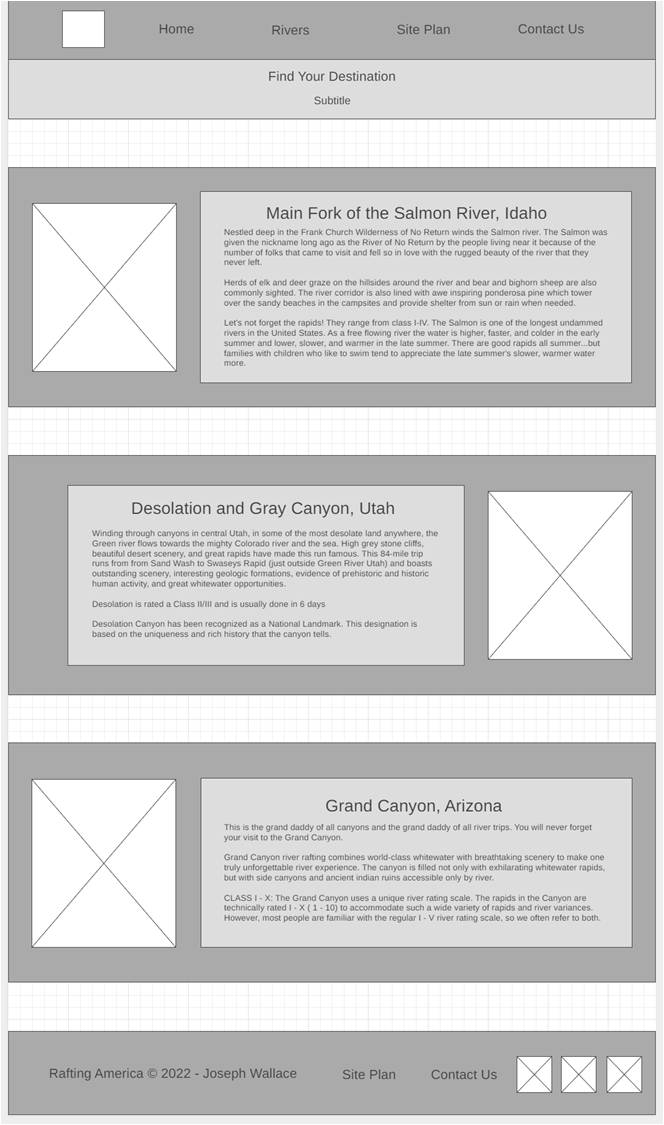 Home Rivers Site Plan Contact Us
Find Your Destination
Subtitle
Main Fork of the Salmon River, Idaho
Nestled deep in the Frank Church Wilderness of No Return winds the Salmon river. The Salmon was
given the nickname long ago as the River of No Return by the people living near it because of the
number of folks that came to visit and fell so in love with the rugged beauty of the river that they
never left.
Herds of elk and deer graze on the hillsides around the river and bear and bighorn sheep are also
commonly sighted. The river corridor is also lined with awe inspiring ponderosa pine which tower
over the sandy beaches in the campsites and provide shelter from sun or rain when needed.
Let's not forget the rapids! They range from class I-IV. The Salmon is one of the longest undammed
rivers in the United States. As a free flowing river the water is higher, faster, and colder in the early
summer and lower, slower, and warmer in the late summer. There are good rapids all summer...but
families with children who like to swim tend to appreciate the late summer's slower, warmer water
more.
Desolation and Gray Canyon, Utah
Winding through canyons in central Utah, in some of the most desolate land anywhere, the
Green river flows towards the mighty Colorado river and the sea. High grey stone cliffs,
beautiful desert scenery, and great rapids have made this run famous. This 84-mile trip
runs from from Sand Wash to Swaseys Rapid (just outside Green River Utah) and boasts
outstanding scenery, interesting geologic formations, evidence of prehistoric and historic
human activity, and great whitewater opportunities.
Desolation is rated a Class II/III and is usually done in 6 days
Desolation Canyon has been recognized as a National Landmark. This designation is
based on the uniqueness and rich history that the canyon tells.
Grand Canyon, Arizona
This is the grand daddy of all canyons and the grand daddy of all river trips. You will never forget
your visit to the Grand Canyon.
Grand Canyon river rafting combines world-class whitewater with breathtaking scenery to make one
truly unforgettable river experience. The canyon is filled not only with exhilarating whitewater rapids,
but with side canyons and ancient indian ruins accessible only by river.
CLASS I - X: The Grand Canyon uses a unique river rating scale. The rapids in the Canyon are
technically rated I - X ( 1 - 10) to accommodate such a wide variety of rapids and river variances.
However, most people are familiar with the regular I - V river rating scale, so we often refer to both.
Rafting America © 2022 - Joseph Wallace Site Plan Contact Us